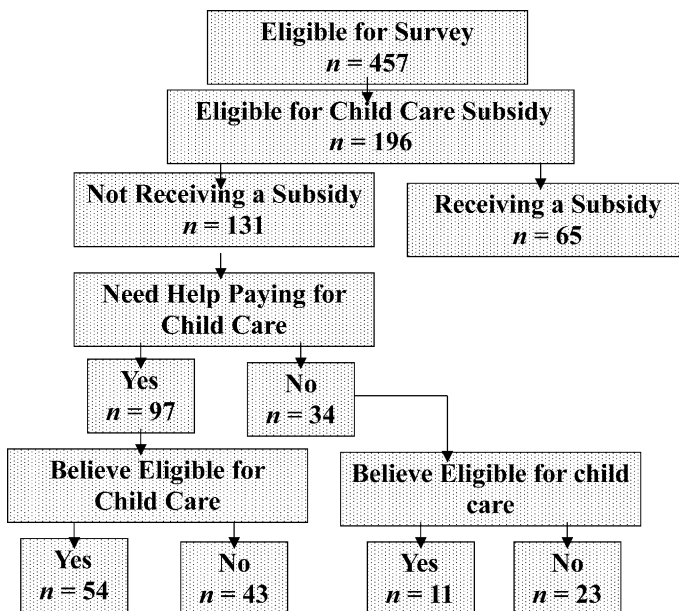 Eligible for Survey
n = 457
Eligible for Child Care Subsidy
n = 196
Not Receiving a Subsidy
n = 131
Receiving a Subsidy
n = 65
Need Help Paying for
Child Care
Yes
n = 97
No
n = 34
Believe Eligible for
Child Care
Believe Eligible for child
care
Yes
n = 54
No
n = 43
Yes
n = 11
No
n = 23